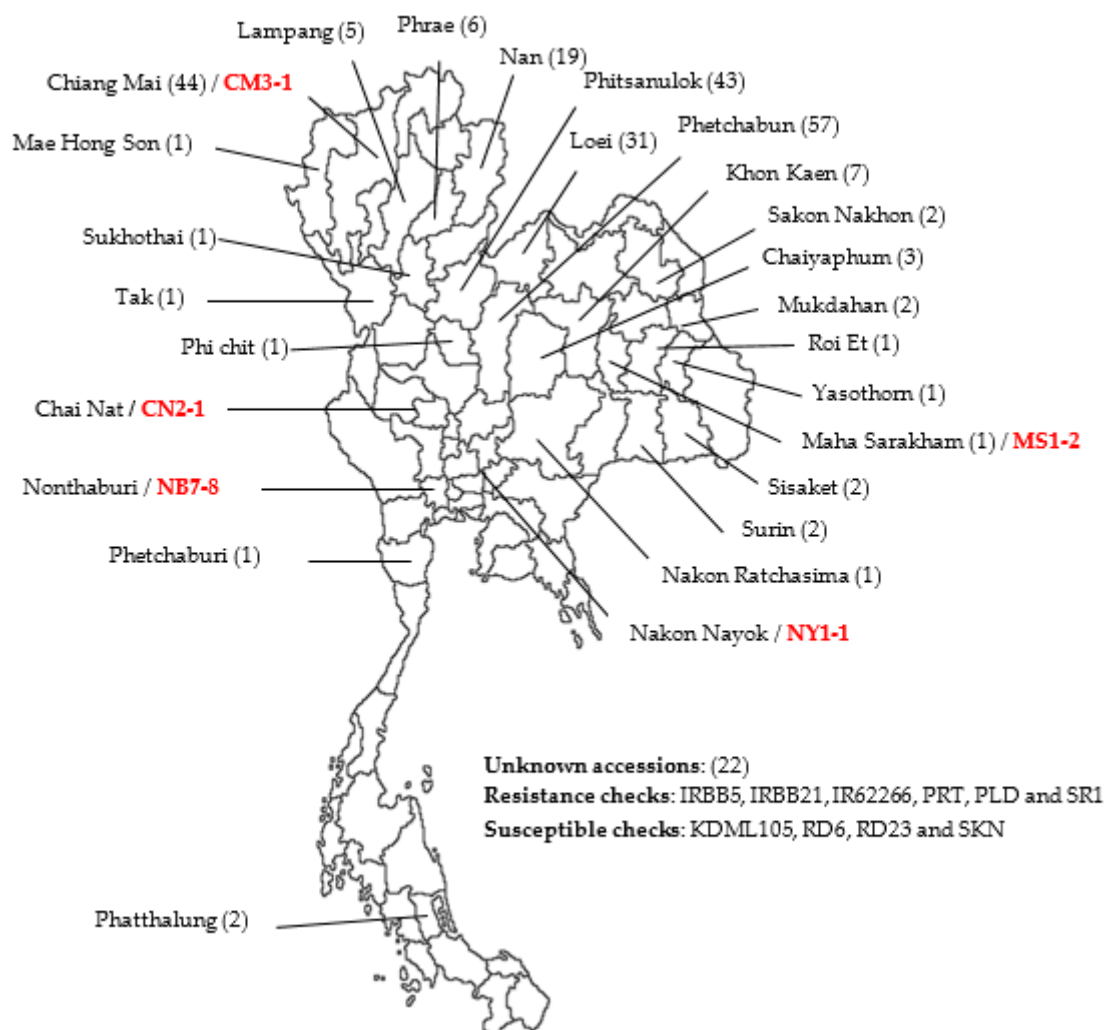 Phrae (6)
Lampang (5)
Nan (19)
Chiang Mai (44) / CM3-1
Phitsanulok (43)
Mae Hong Son (1)
Phetchabun (57)
Loei (31)
Khon Kaen (7)
Sakon Nakhon (2)
Sukhothai (1)
Chaiyaphum (3)
Tak (1)
Mukdahan (2)
Phi chit (1)
Roi Et (1)
Yasothorn (1)
Chai Nat / CN2-1
Maha Sarakham (1) / MS1-2
Nonthaburi / NB7-8
Sisaket (2)
Surin (2)
Phetchaburi (1)
Nakon Ratchasima (1)
Nakon Nayok / NY1-1
Unknown accessions: (22)
Resistance checks: IRBB5, IRBB21, IR62266, PRT, PLD and SR1
Susceptible checks: KDML105, RD6, RD23 and SKN
Phatthalung (2)